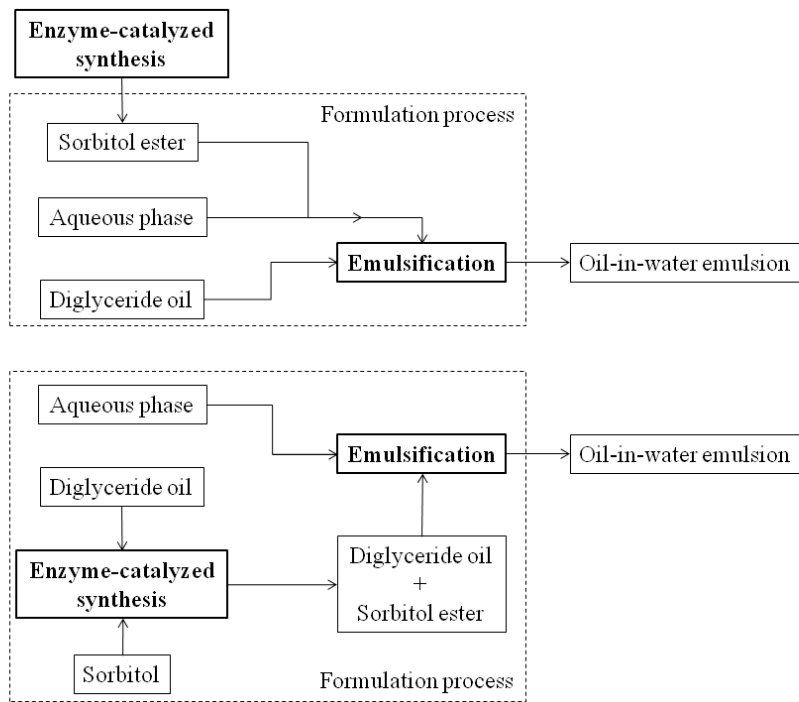 Enzyme-catalyzed
synthesis
Formulation process
Sorbitol ester
Aqueous phase
Emulsification
Oil-in-water emulsion
Diglyceride oil
Aqueous phase
Emulsification
Oil-in-water emulsion
Diglyceride oil
Enzyme-catalyzed
synthesis
Diglyceride oil
+
Sorbitol ester
Sorbitol
Formulation process